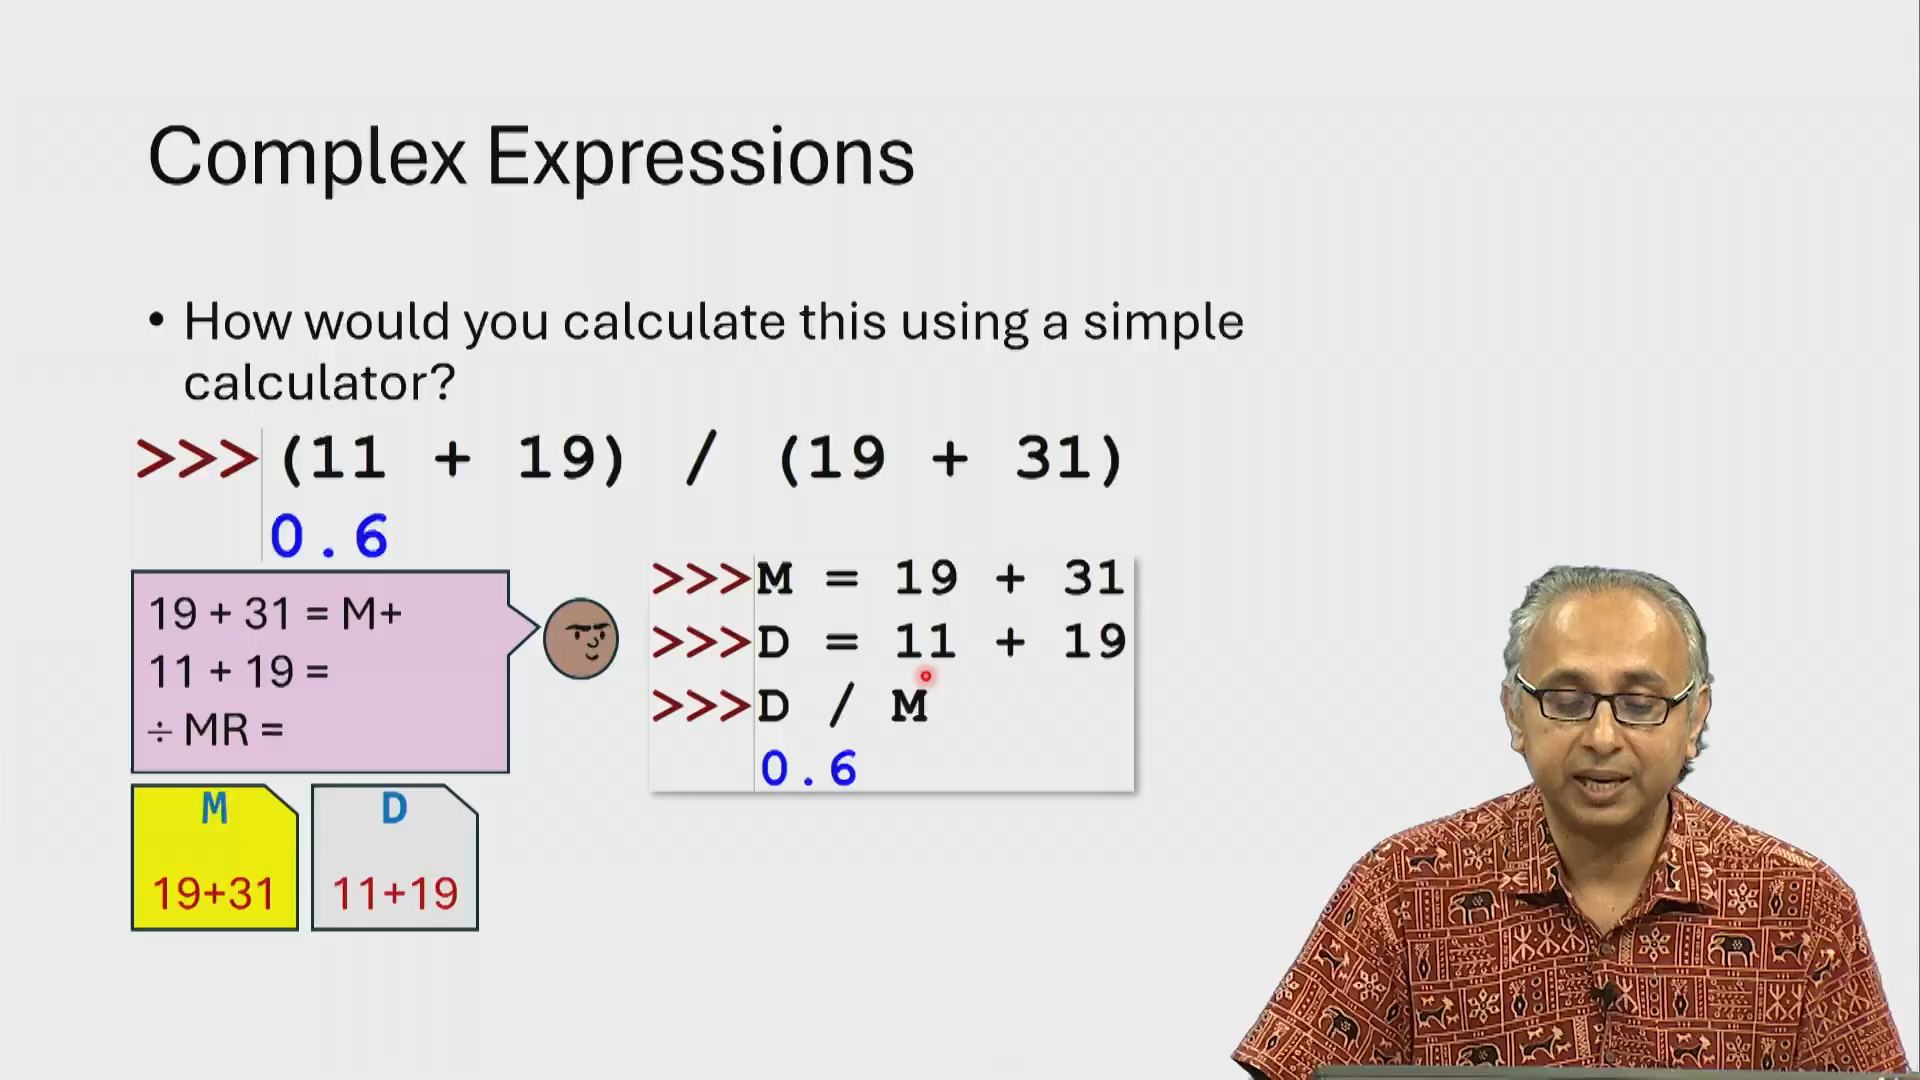 Complex Expressions
• How would you calculate this using a simple
calculator?
>>> (11 + 19) / (19 + 31)
0.6
19 + 31 = M+
11 + 19 =
÷ MR =
>>> M = 19 + 31
>>> D = 11 + 19
>>> D / M
0.6
M
19+31
D
11+19